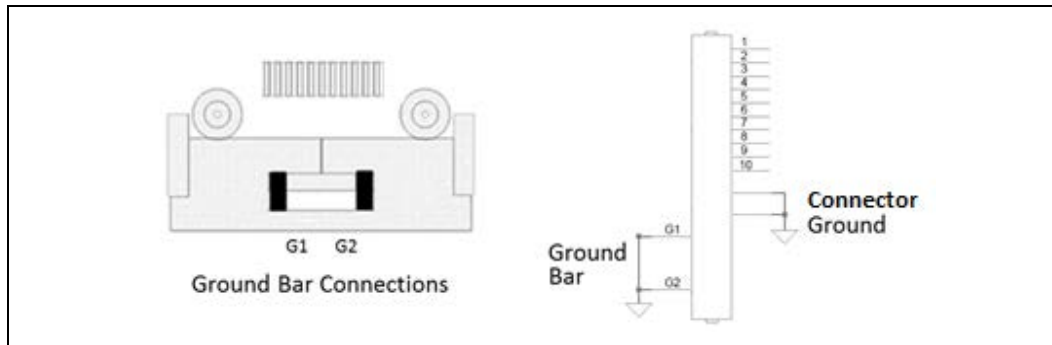 G1 G2
Ground Bar Connections
1
2
3
4
5
6
7
8
9
10
Connector
Ground
G1
Ground
Bar
G2